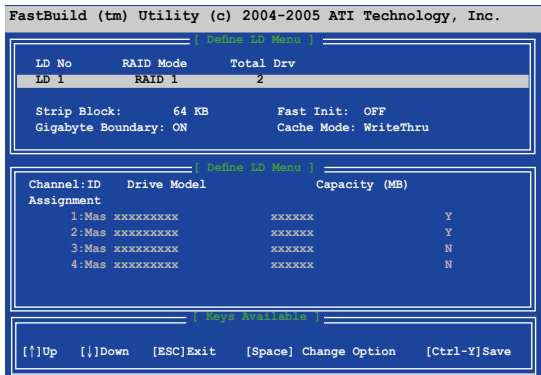 FastBuild (tm) Utility (c) 2004-2005 ATI Technology, Inc.
[ Define LD Menu ]
LD No RAID Mode Total Drv
LD 1 RAID 1 2
Strip Block: 64 KB Fast Init: OFF
Gigabyte Boundary: ON Cache Mode: WriteThru
[ Define LD Menu ]
Channel:ID Drive Model Capacity (MB)
Assignment
1:Mas xxxxxxxxx xxxxxx Y
2:Mas xxxxxxxxx xxxxxx Y
3:Mas xxxxxxxxx xxxxxx N
4:Mas xxxxxxxxx xxxxxx N
[ Keys Available ]
[↑]Up [↓]Down [ESC]Exit [Space] Change Option [Ctrl-Y]Save